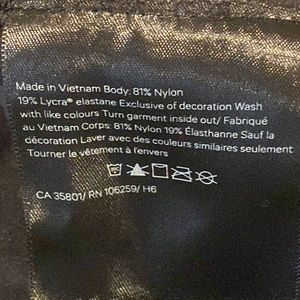 Made in Vietnam Body: 81% Nylon
19% Lycra® elastane Exclusive of decoration Wash
with like colours Turn garment inside out/ Fabriqué
au Vietnam Corps: 81% Nylon 19% Élasthanne Sauf la
décoration Laver avec des couleurs similaires seulement
Tourner le vêtement à l'envers
CA 35801/ RN 106259/ H6